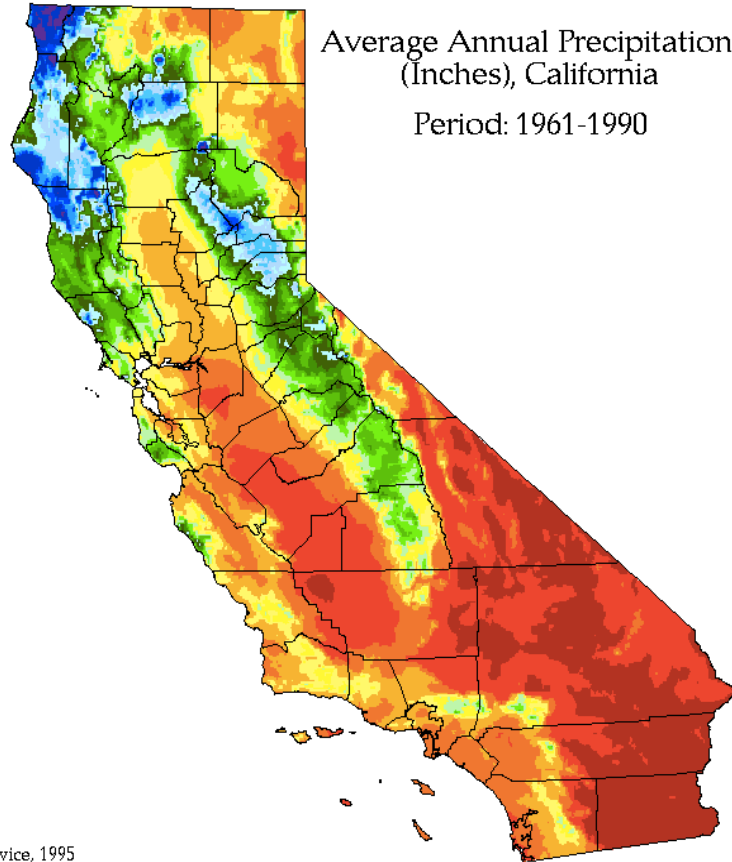 Average Annual Precipitation
(Inches), California
Period: 1961-1990
vice, 1995